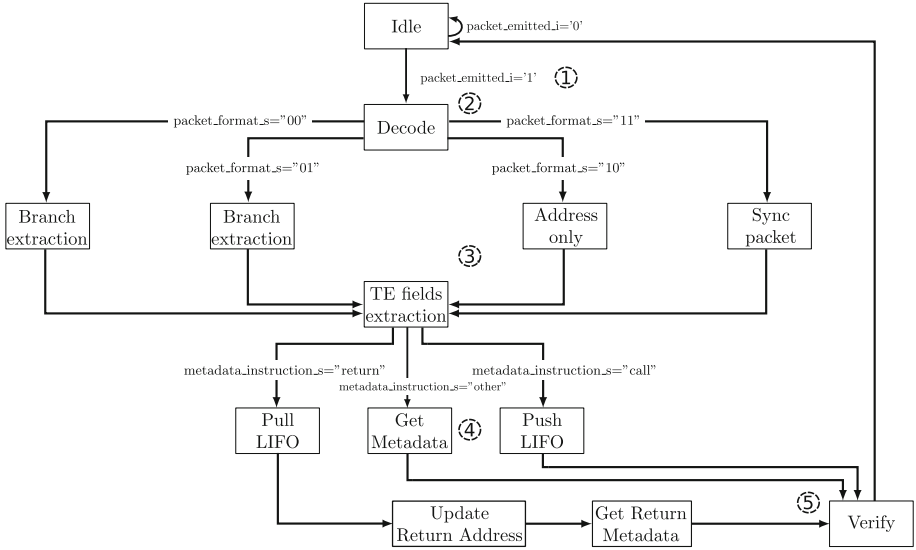 Idle
packet_emitted_i='0'
packet_emitted_i='1'
1
2
Decode
packet_format_s="00"
packet_format_s="11"
packet_format_s="01"
packet_format_s="10"
Branch
extraction
Branch
extraction
Address
only
Sync
packet
3
TE fields
extraction
metadata_instruction_s="return"
metadata_instruction_s="call"
metadata_instruction_s="other"
Pull
LIFO
Get
Metadata
4
Push
LIFO
5
Update
Return Address
Get Return
Metadata
Verify